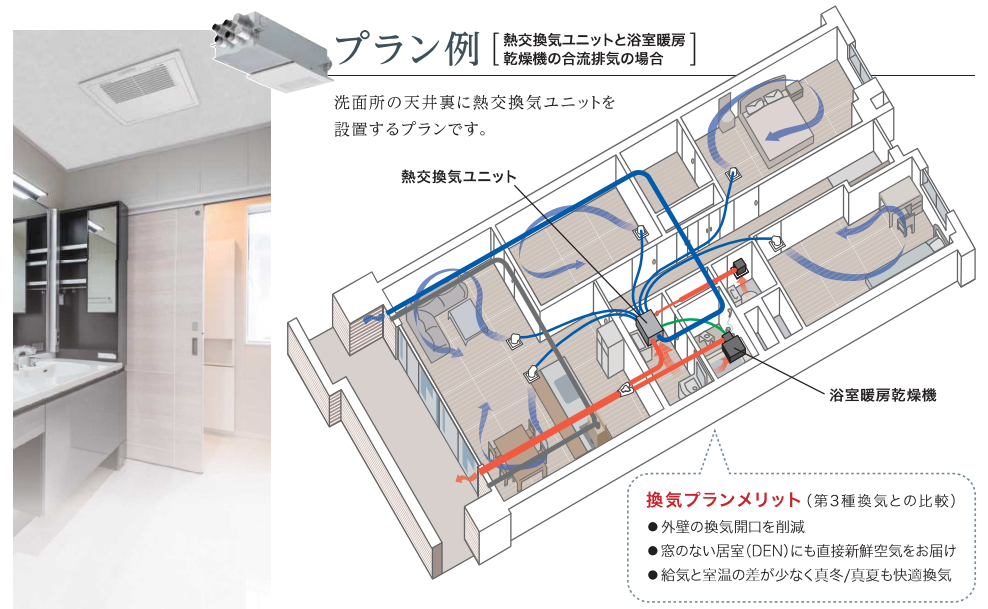 プラン例
[熱交換気ユニットと浴室暖房
乾燥機の合流排気の場合]
洗面所の天井裏に熱交換気ユニットを
設置するプランです。
熱交換気ユニット
浴室暖房乾燥機
換気プランメリット（第3種換気との比較）
●外壁の換気開口を削減
●窓のない居室（DEN）にも直接新鮮空気をお届け
●給気と室温の差が少なく真冬/真夏も快適換気